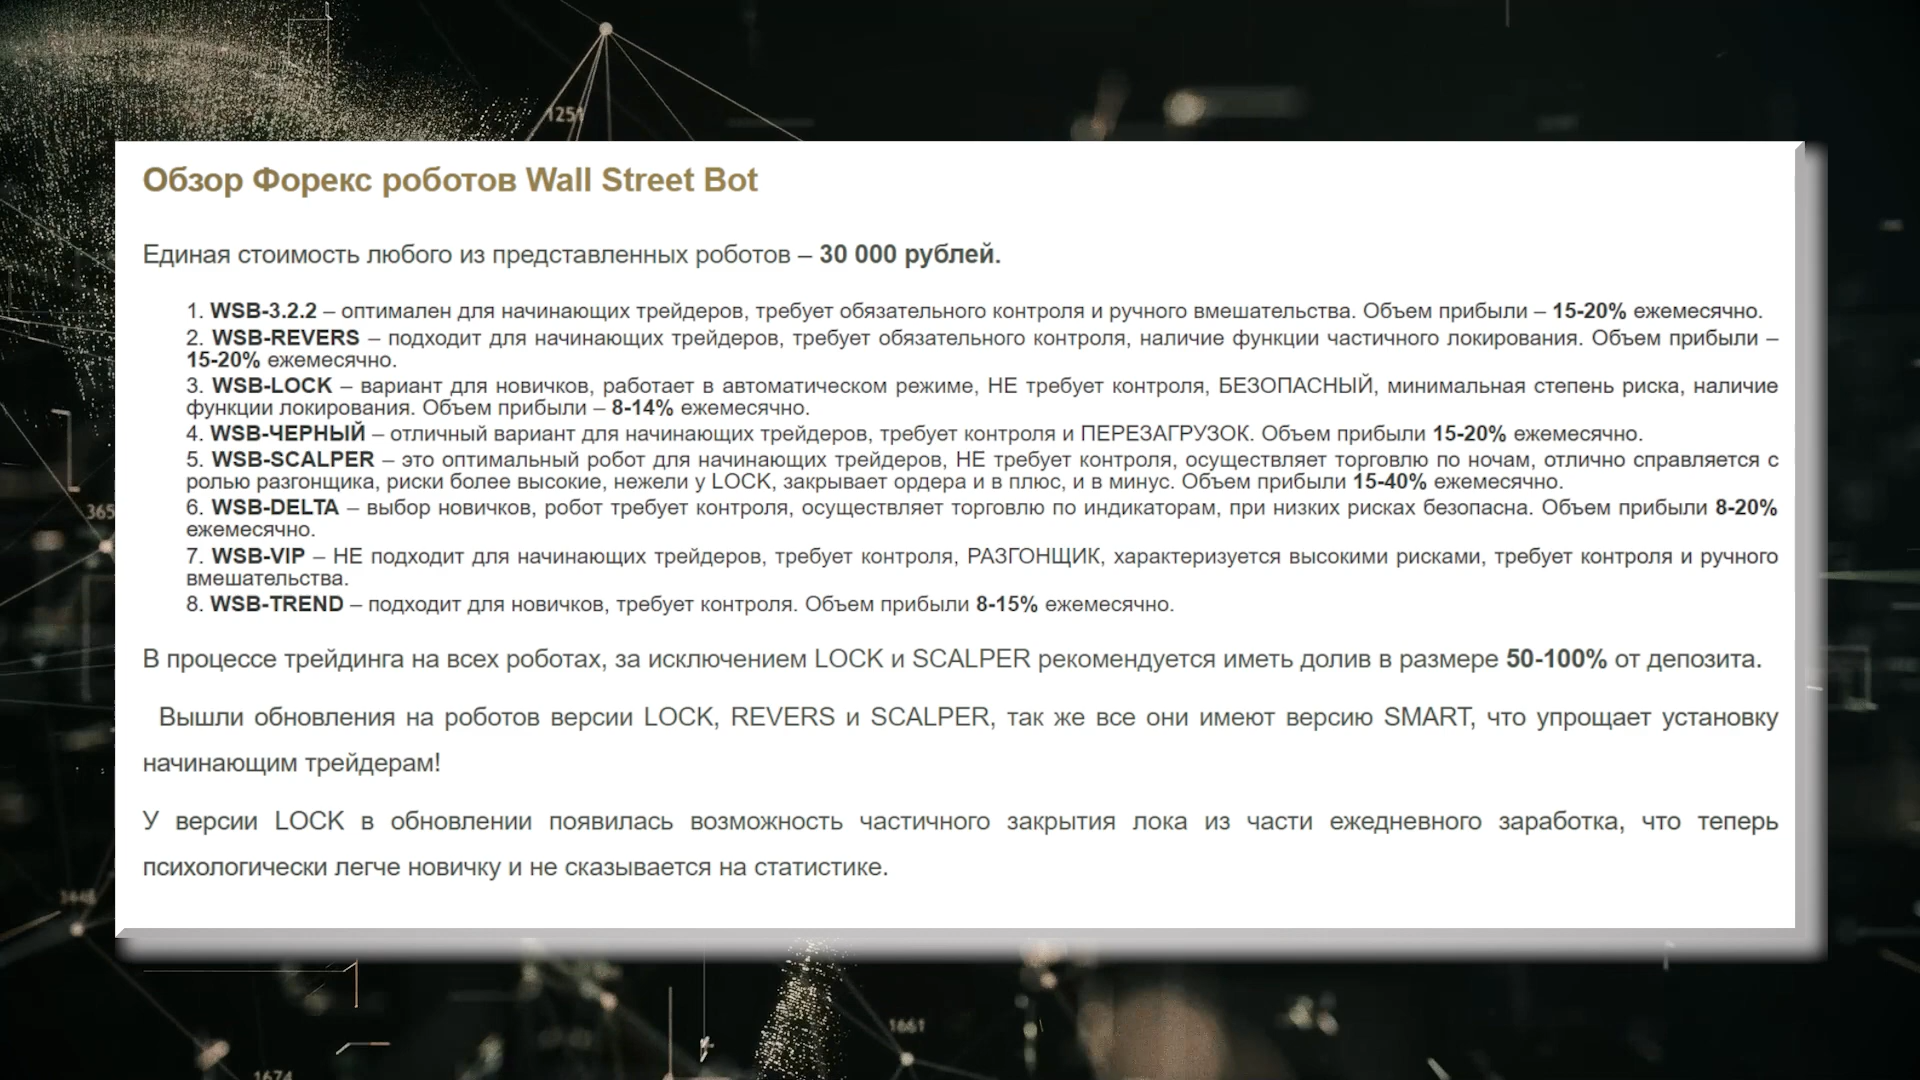 1251
Обзор Форекс роботов Wall Street Bot
Единая стоимость любого из представленных роботов – 30 000 рублей.
1. WSB-3.2.2 – оптимален для начинающих трейдеров, требует обязательного контроля и ручного вмешательства. Объем прибыли – 15-20% ежемесячно.
2. WSB-REVERS – подходит для начинающих трейдеров, требует обязательного контроля, наличие функции частичного локирования. Объем прибыли –
15-20% ежемесячно.
3. WSB-LOCK – вариант для новичков, работает в автоматическом режиме, НЕ требует контроля, БЕЗОПАСНЫЙ, минимальная степень риска, наличие
функции локирования. Объем прибыли – 8-14% ежемесячно.
4. WSB-ЧЕРНЫЙ – отличный вариант для начинающих трейдеров, требует контроля и ПЕРЕЗАГРУЗОК. Объем прибыли 15-20% ежемесячно.
5. WSB-SCALPER – это оптимальный робот для начинающих трейдеров, НЕ требует контроля, осуществляет торговлю по ночам, отлично справляется с
ролью разгонщика, риски более высокие, нежели у LOCK, закрывает ордера и в плюс, и в минус. Объем прибыли 15-40% ежемесячно.
6. WSB-DELTA – выбор новичков, робот требует контроля, осуществляет торговлю по индикаторам, при низких рисках безопасна. Объем прибыли 8-20%
ежемесячно.
7. WSB-VIP – НЕ подходит для начинающих трейдеров, требует контроля, РАЗГОНЩИК, характеризуется высокими рисками, требует контроля и ручного
вмешательства.
8. WSB-TREND – подходит для новичков, требует контроля. Объем прибыли 8-15% ежемесячно.
365
В процессе трейдинга на всех роботах, за исключением LOCK и SCALPER рекомендуется иметь долив в размере 50-100% от депозита.
Вышли обновления на роботов версии LOCK, REVERS и SCALPER, так же все они имеют версию SMART, что упрощает установку
начинающим трейдерам!
У версии LOCK в обновлении появилась возможность частичного закрытия лока из части ежедневного заработка, что теперь
психологически легче новичку и не сказывается на статистике.
1661
1674